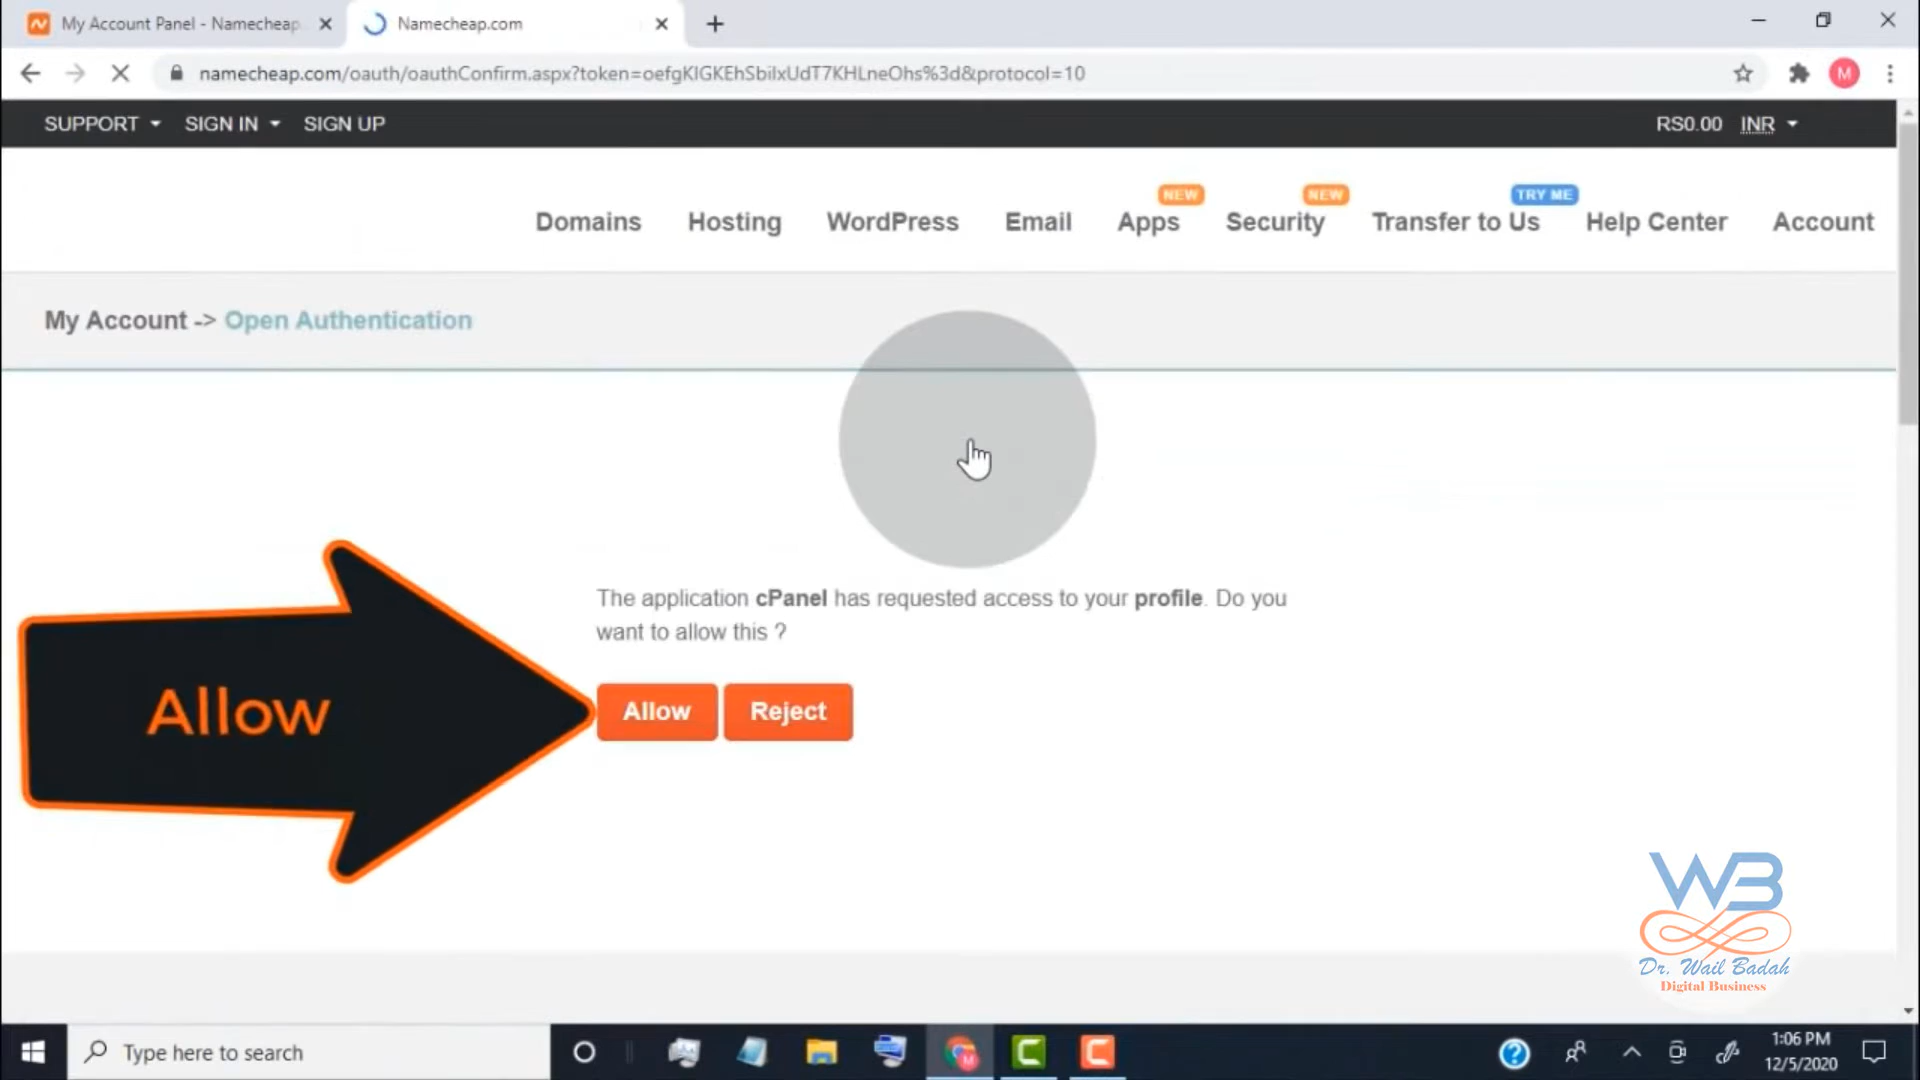 My Account Panel - Namecheap.
Namecheap.com
namecheap.com/oauth/oauthConfirm.aspx?token=oefgKIGKEhSbilxUdT7KHLneOhs%3d&protocol=10
M
SUPPORT
SIGN IN
SIGN UP
RS0.00
INR
NEW
NEW
TRY ME
Domains
Hosting
WordPress
Email
Apps
Security
Transfer to Us
Help Center
Account
My Account -> Open Authentication
The application cPanel has requested access to your profile. Do you
want to allow this ?
Allow
Allow
Reject
WB
Dr. Wail Badah
Digital Business
Type here to search
1:06 PM
12/5/2020